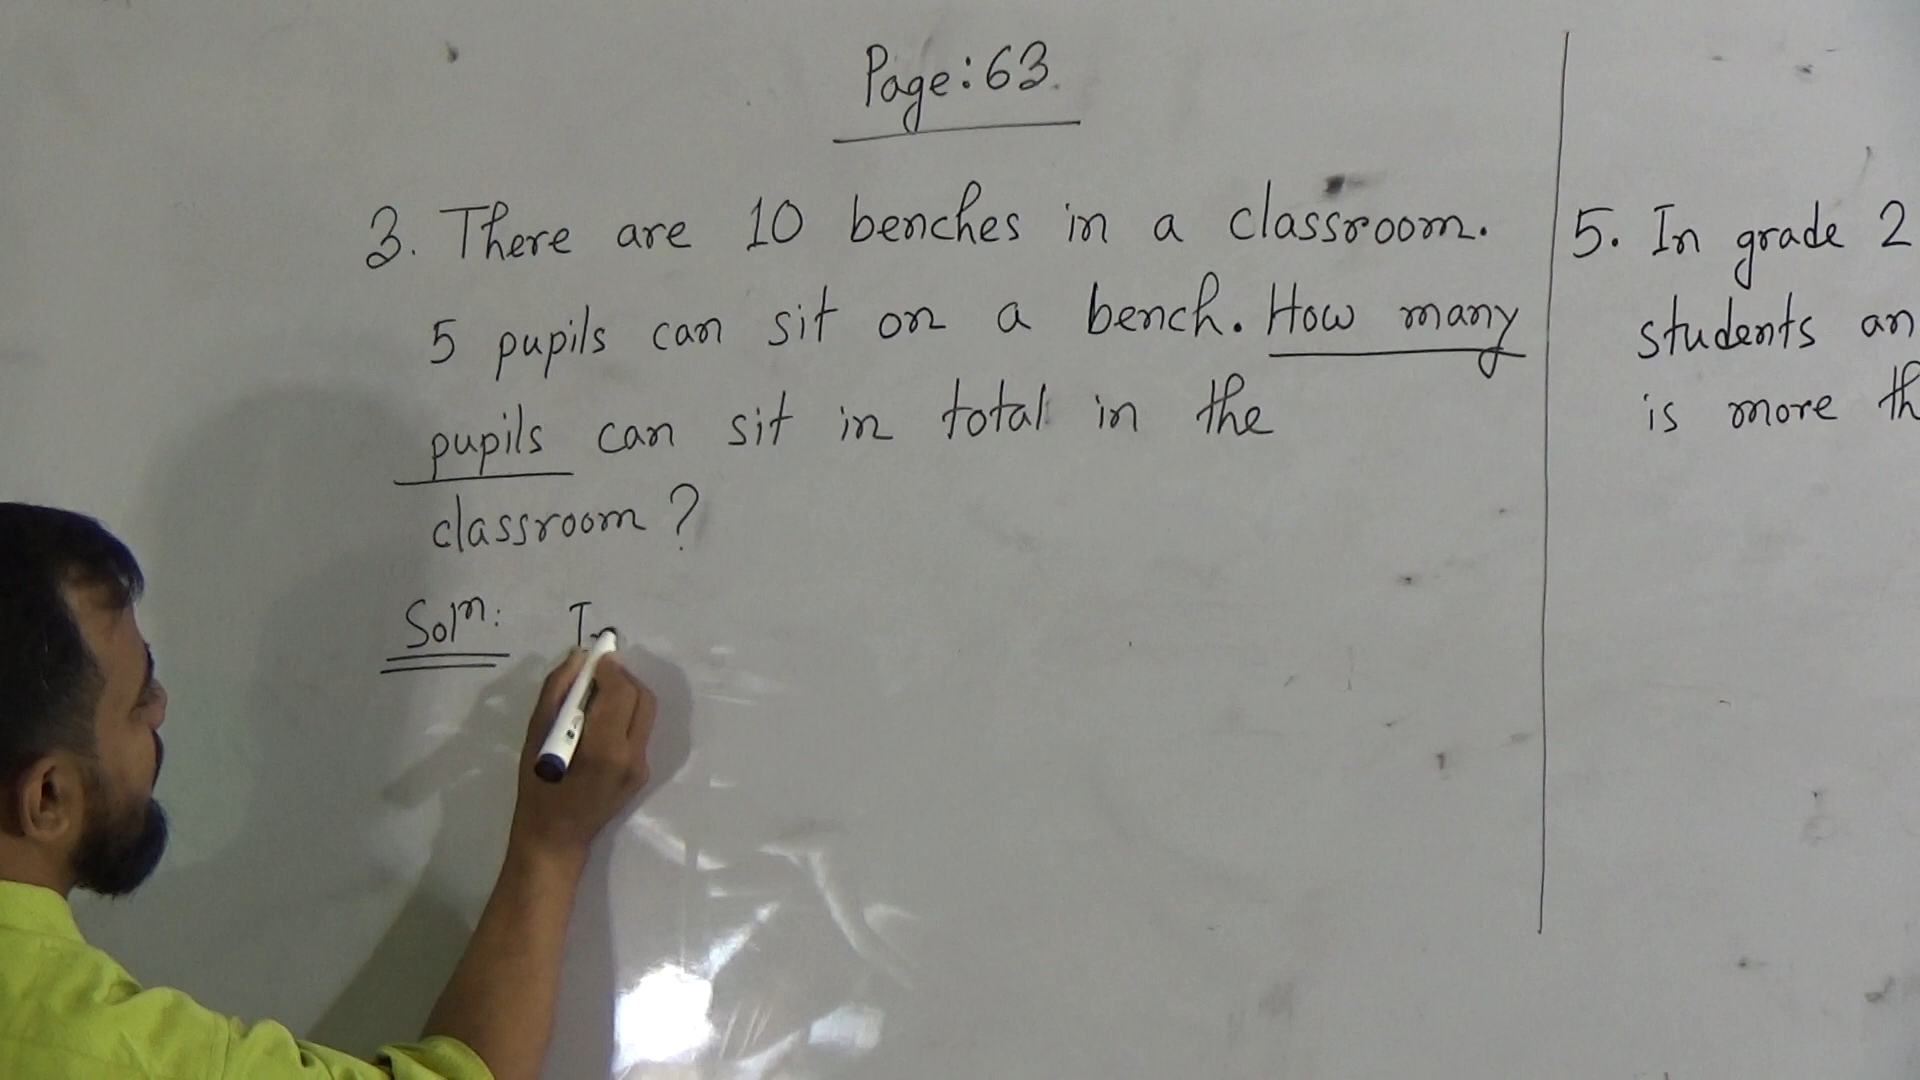 Page: 63.
3. There are 10 benches in a classroom.
5 pupils can sit on a bench. How many
pupils can sit in total in the
classroom?
Solⁿ: In
5. In grade 2
students an
is more th